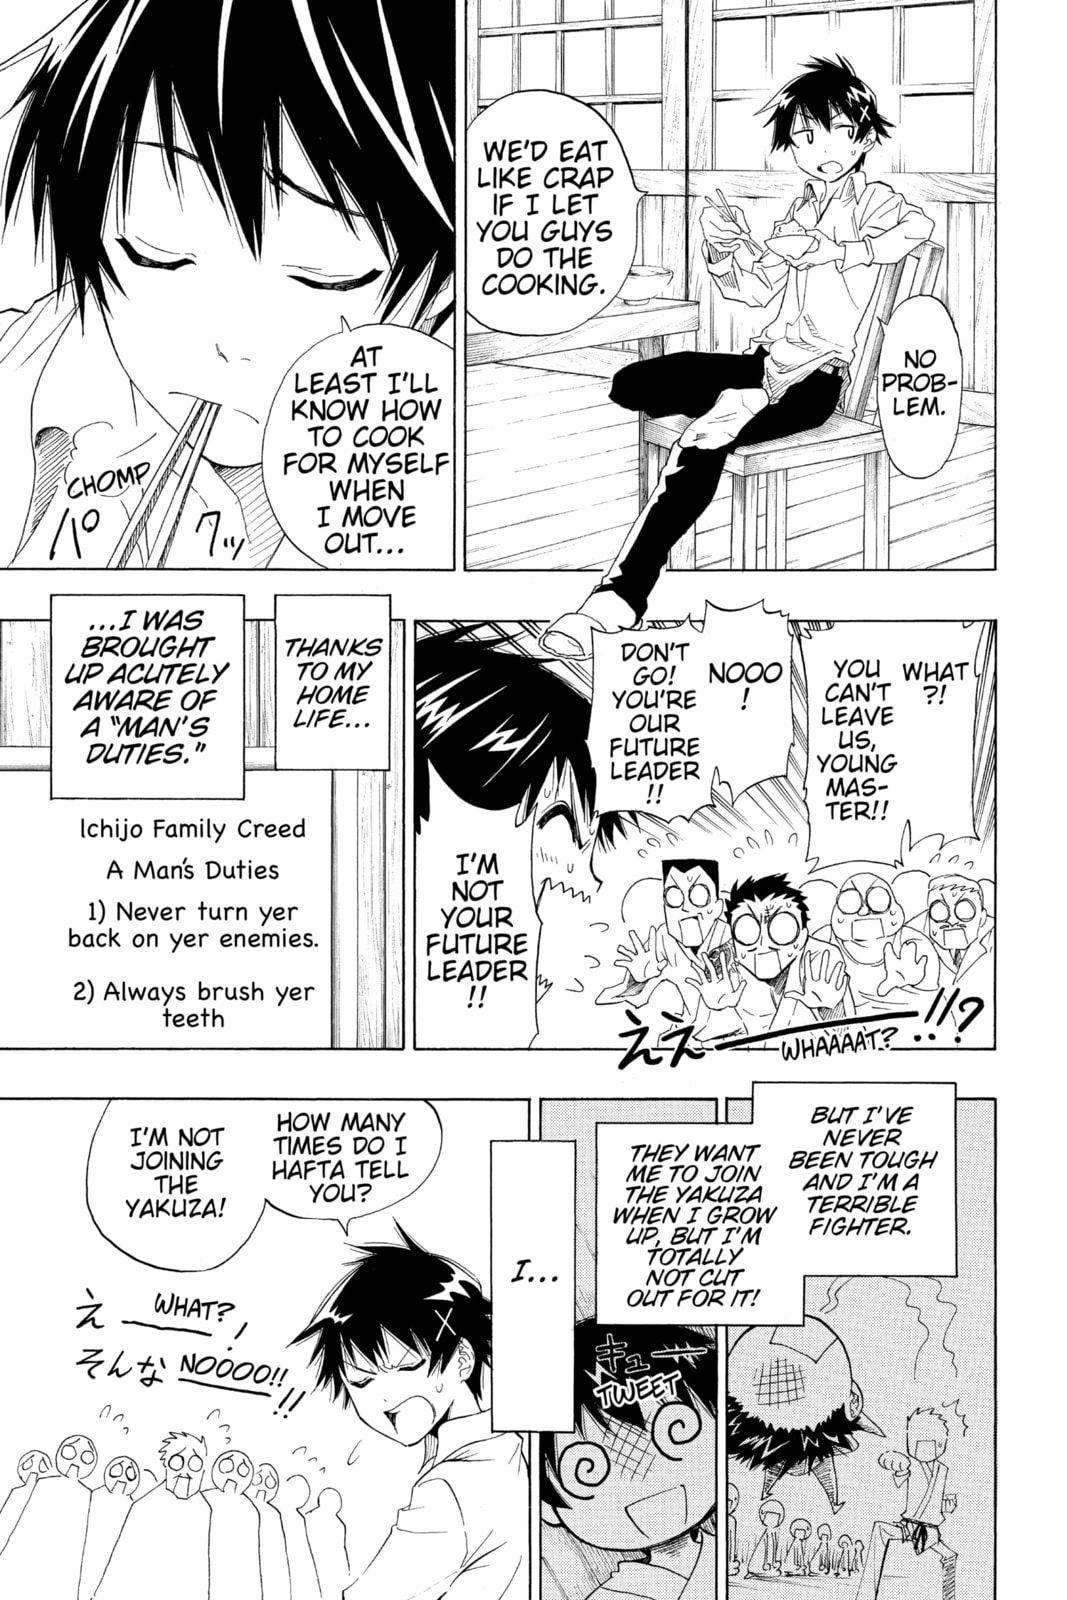 NO
PROB-
LEM.
WE'D EAT
LIKE CRAP
IF I LET
YOU GUYS
DO THE
COOKING.
AT
LEAST I'LL
KNOW HOW
TO COOK
FOR MYSELF
WHEN
I MOVE
OUT...
CHOMP
パクッ
WHAT
?!
YOU
CAN'T
LEAVE
US,
YOUNG
MAS-
TER!!
NOOO
!
DON'T
GO!
YOU'RE
OUR
FUTURE
LEADER
!!
I'M
NOT
YOUR
FUTURE
LEADER
!!
ええー!!?
WHAAAAT?
THANKS
TO MY
HOME
LIFE...
...I WAS
BROUGHT
UP ACUTELY
AWARE OF
A "MAN'S
DUTIES."
Ichijo Family Creed
A Man's Duties
1) Never turn yer
back on yer enemies.
2) Always brush yer
teeth
BUT I'VE
NEVER
BEEN TOUGH
AND I'M A
TERRIBLE
FIGHTER.
THEY WANT
ME TO JOIN
THE YAKUZA
WHEN I GROW
UP, BUT I'M
TOTALLY
NOT CUT
OUT FOR IT!
キュー
TWEET
I...
HOW MANY
TIMES DO I
HAFTA TELL
YOU?
I'M NOT
JOINING
THE
YAKUZA!
えー!
WHAT?
そんなー!!
NOOOO!!